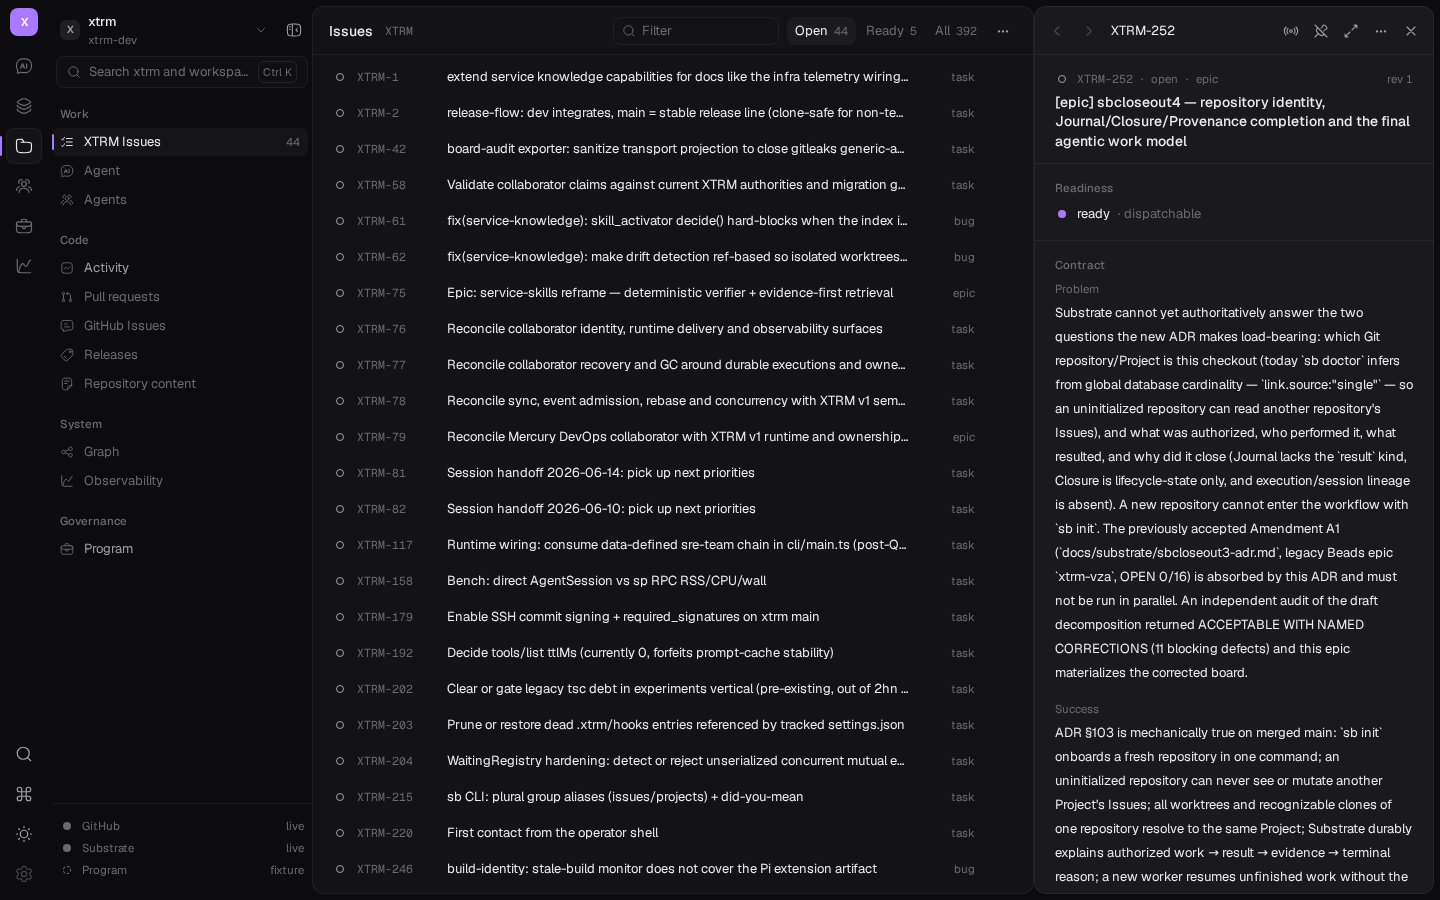 X
X
xtrm
xtrm-dev
Search xtrm and workspa...
Ctrl K
Work
XTRM Issues 44
Agent
Agents
Code
Activity
Pull requests
GitHub Issues
Releases
Repository content
System
Graph
Observability
Governance
Program
GitHub live
Substrate live
Program fixture
Issues XTRM
Filter
Open 44
Ready 5
All 392
XTRM-1 extend service knowledge capabilities for docs like the infra telemetry wiring... task
XTRM-2 release-flow: dev integrates, main = stable release line (clone-safe for non-te... task
XTRM-42 board-audit exporter: sanitize transport projection to close gitleaks generic-a... task
XTRM-58 Validate collaborator claims against current XTRM authorities and migration g... task
XTRM-61 fix(service-knowledge): skill_activator decide() hard-blocks when the index i... bug
XTRM-62 fix(service-knowledge): make drift detection ref-based so isolated worktrees... bug
XTRM-75 Epic: service-skills reframe — deterministic verifier + evidence-first retrieval epic
XTRM-76 Reconcile collaborator identity, runtime delivery and observability surfaces task
XTRM-77 Reconcile collaborator recovery and GC around durable executions and owne... task
XTRM-78 Reconcile sync, event admission, rebase and concurrency with XTRM v1 sem... task
XTRM-79 Reconcile Mercury DevOps collaborator with XTRM v1 runtime and ownership... epic
XTRM-81 Session handoff 2026-06-14: pick up next priorities task
XTRM-82 Session handoff 2026-06-10: pick up next priorities task
XTRM-117 Runtime wiring: consume data-defined sre-team chain in cli/main.ts (post-Q... task
XTRM-158 Bench: direct AgentSession vs sp RPC RSS/CPU/wall task
XTRM-179 Enable SSH commit signing + required_signatures on xtrm main task
XTRM-192 Decide tools/list ttlMs (currently 0, forfeits prompt-cache stability) task
XTRM-202 Clear or gate legacy tsc debt in experiments vertical (pre-existing, out of 2hn ... task
XTRM-203 Prune or restore dead .xtrm/hooks entries referenced by tracked settings.json task
XTRM-204 WaitingRegistry hardening: detect or reject unserialized concurrent mutual e... task
XTRM-215 sb CLI: plural group aliases (issues/projects) + did-you-mean task
XTRM-220 First contact from the operator shell task
XTRM-246 build-identity: stale-build monitor does not cover the Pi extension artifact bug
XTRM-252
XTRM-252 · open · epic rev 1
[epic] sbcloseout4 — repository identity,
Journal/Closure/Provenance completion and the final
agentic work model
Readiness
ready · dispatchable
Contract
Problem
Substrate cannot yet authoritatively answer the two
questions the new ADR makes load-bearing: which Git
repository/Project is this checkout (today `sb doctor` infers
from global database cardinality — `link.source:"single"` — so
an uninitialized repository can read another repository's
Issues), and what was authorized, who performed it, what
resulted, and why did it close (Journal lacks the `result` kind,
Closure is lifecycle-state only, and execution/session lineage
is absent). A new repository cannot enter the workflow with
`sb init`. The previously accepted Amendment A1
(`docs/substrate/sbcloseout3-adr.md`, legacy Beads epic
`xtrm-vza`, OPEN 0/16) is absorbed by this ADR and must
not be run in parallel. An independent audit of the draft
decomposition returned ACCEPTABLE WITH NAMED
CORRECTIONS (11 blocking defects) and this epic
materializes the corrected board.
Success
ADR §103 is mechanically true on merged main: `sb init`
onboards a fresh repository in one command; an
uninitialized repository can never see or mutate another
Project's Issues; all worktrees and recognizable clones of
one repository resolve to the same Project; Substrate durably
explains authorized work → result → evidence → terminal
reason; a new worker resumes unfinished work without the